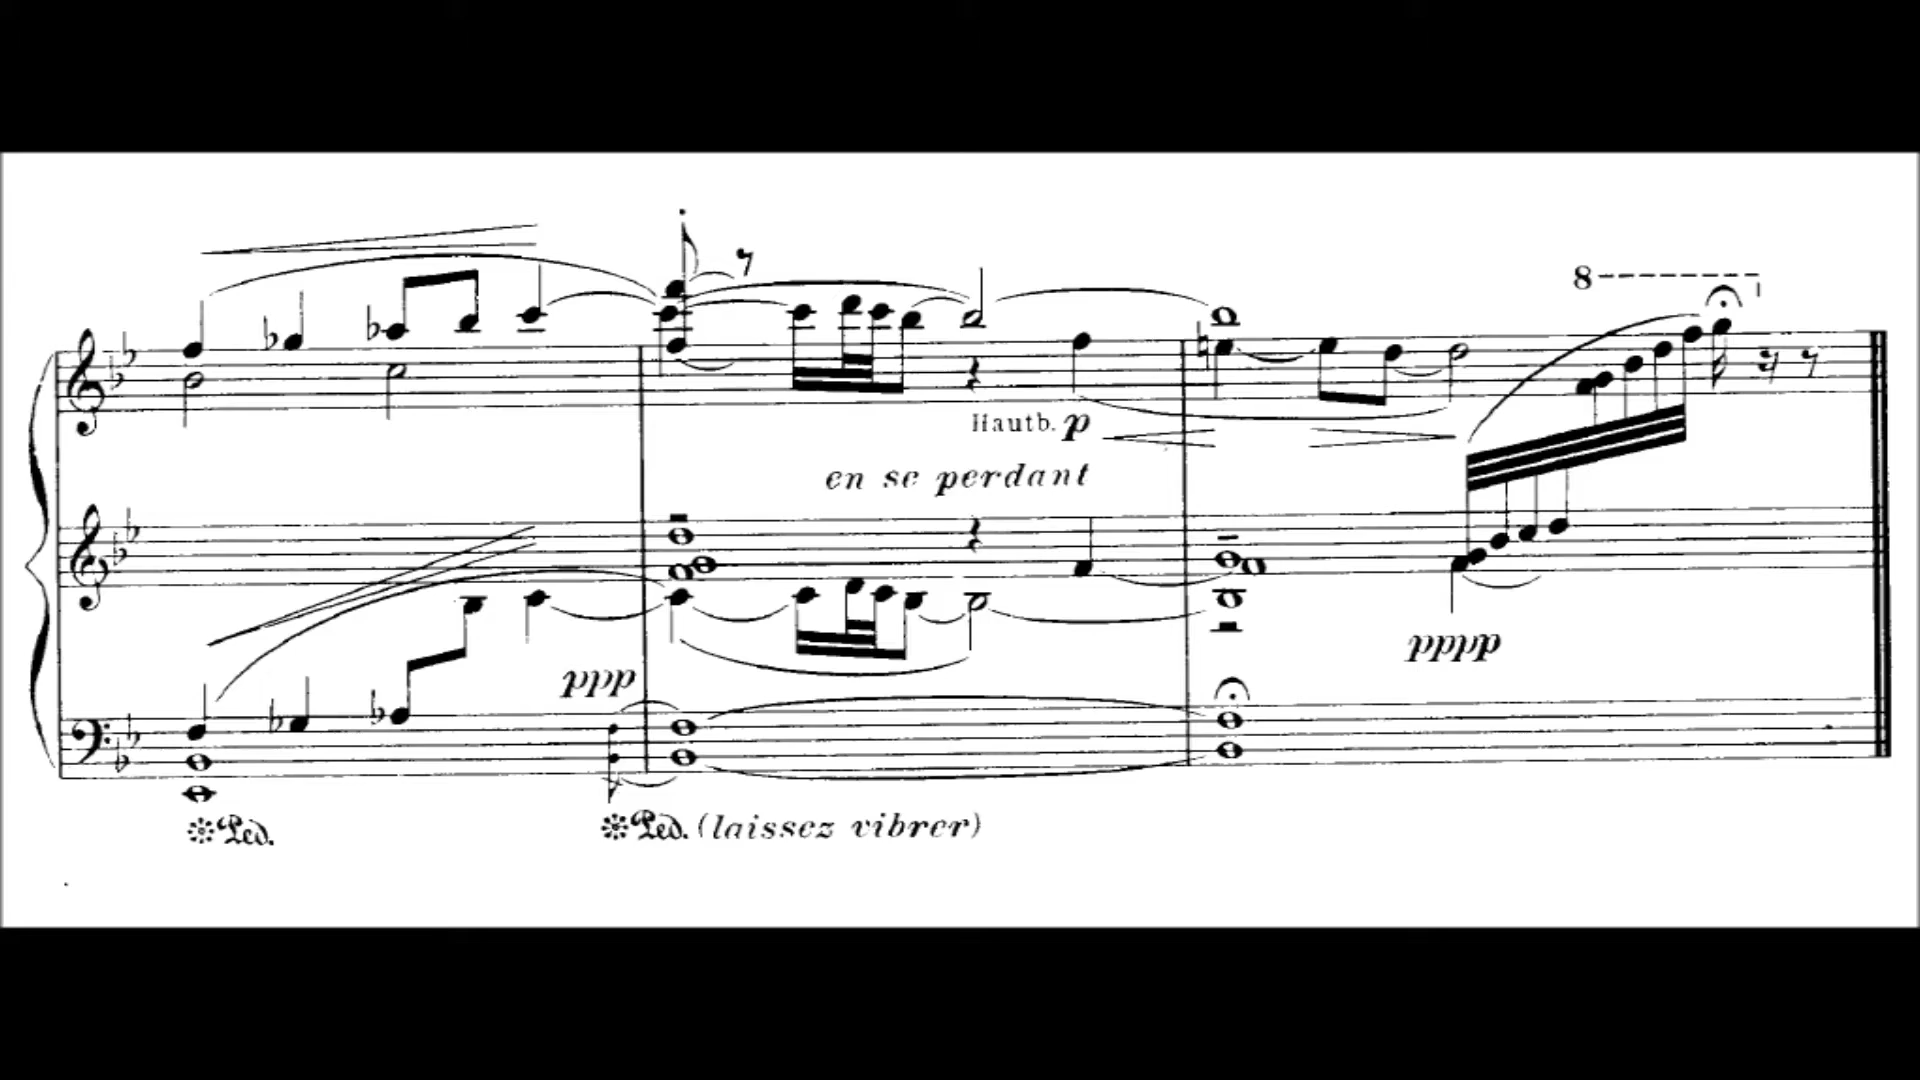 8
Hautb. p
en se perdant
pppp
ppp
Ped.
Ped. (laissez vibrer)